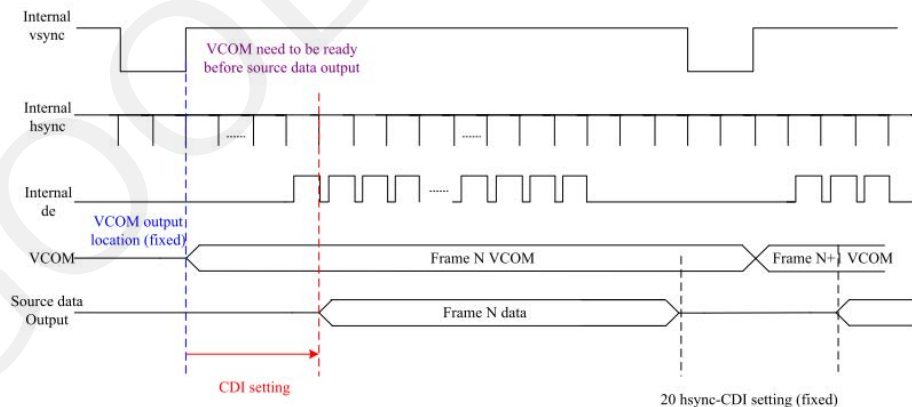 Internal
vsync
VCOM need to be ready
before source data output
Internal
hsync
......
......
Internal
de
......
VCOM output
location (fixed)
VCOM
Frame N VCOM
Frame N+1 VCOM
Source data
Output
Frame N data
CDI setting
20 hsync-CDI setting (fixed)